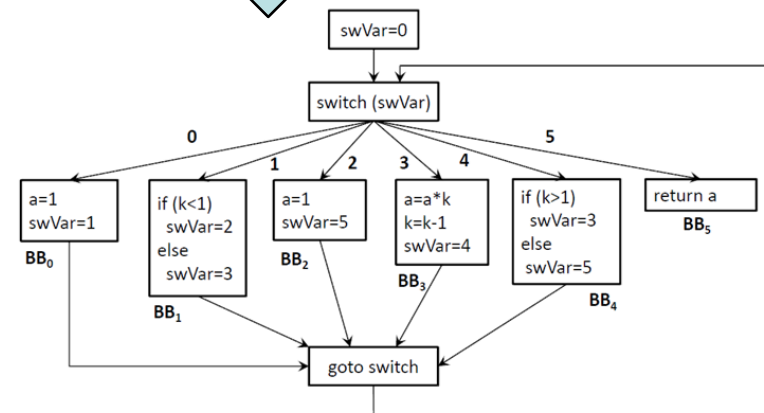 swVar=0
switch (swVar)
0
1
2
3
4
5
a=1
swVar=1
BB₀
if (k<1)
swVar=2
else
swVar=3
BB₁
a=1
swVar=5
BB₂
a=a*k
k=k-1
swVar=4
BB₃
if (k>1)
swVar=3
else
swVar=5
BB₄
return a
BB₅
goto switch